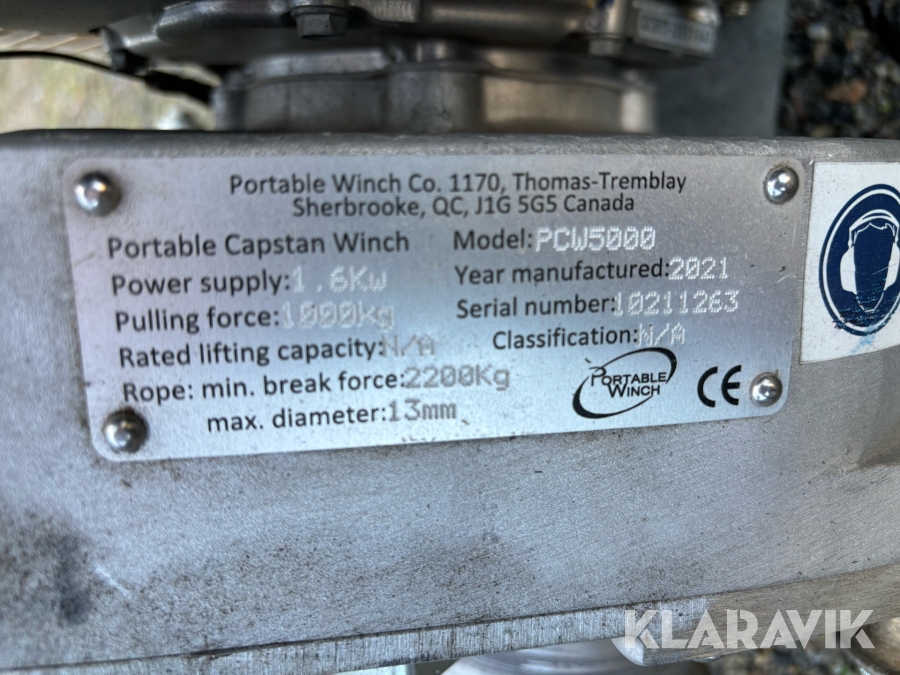 Portable Winch Co. 1170, Thomas-Tremblay
Sherbrooke, QC, J1G 5G5 Canada
Portable Capstan Winch Model:PCW5000
Power supply:1.6Kw Year manufactured:2021
Pulling force:1000kg Serial number:10211263
Rated lifting capacity:N/A Classification:N/A
Rope: min. break force:2200Kg
max. diameter:13mm
PORTABLE WINCH
CE
KLARAVIK